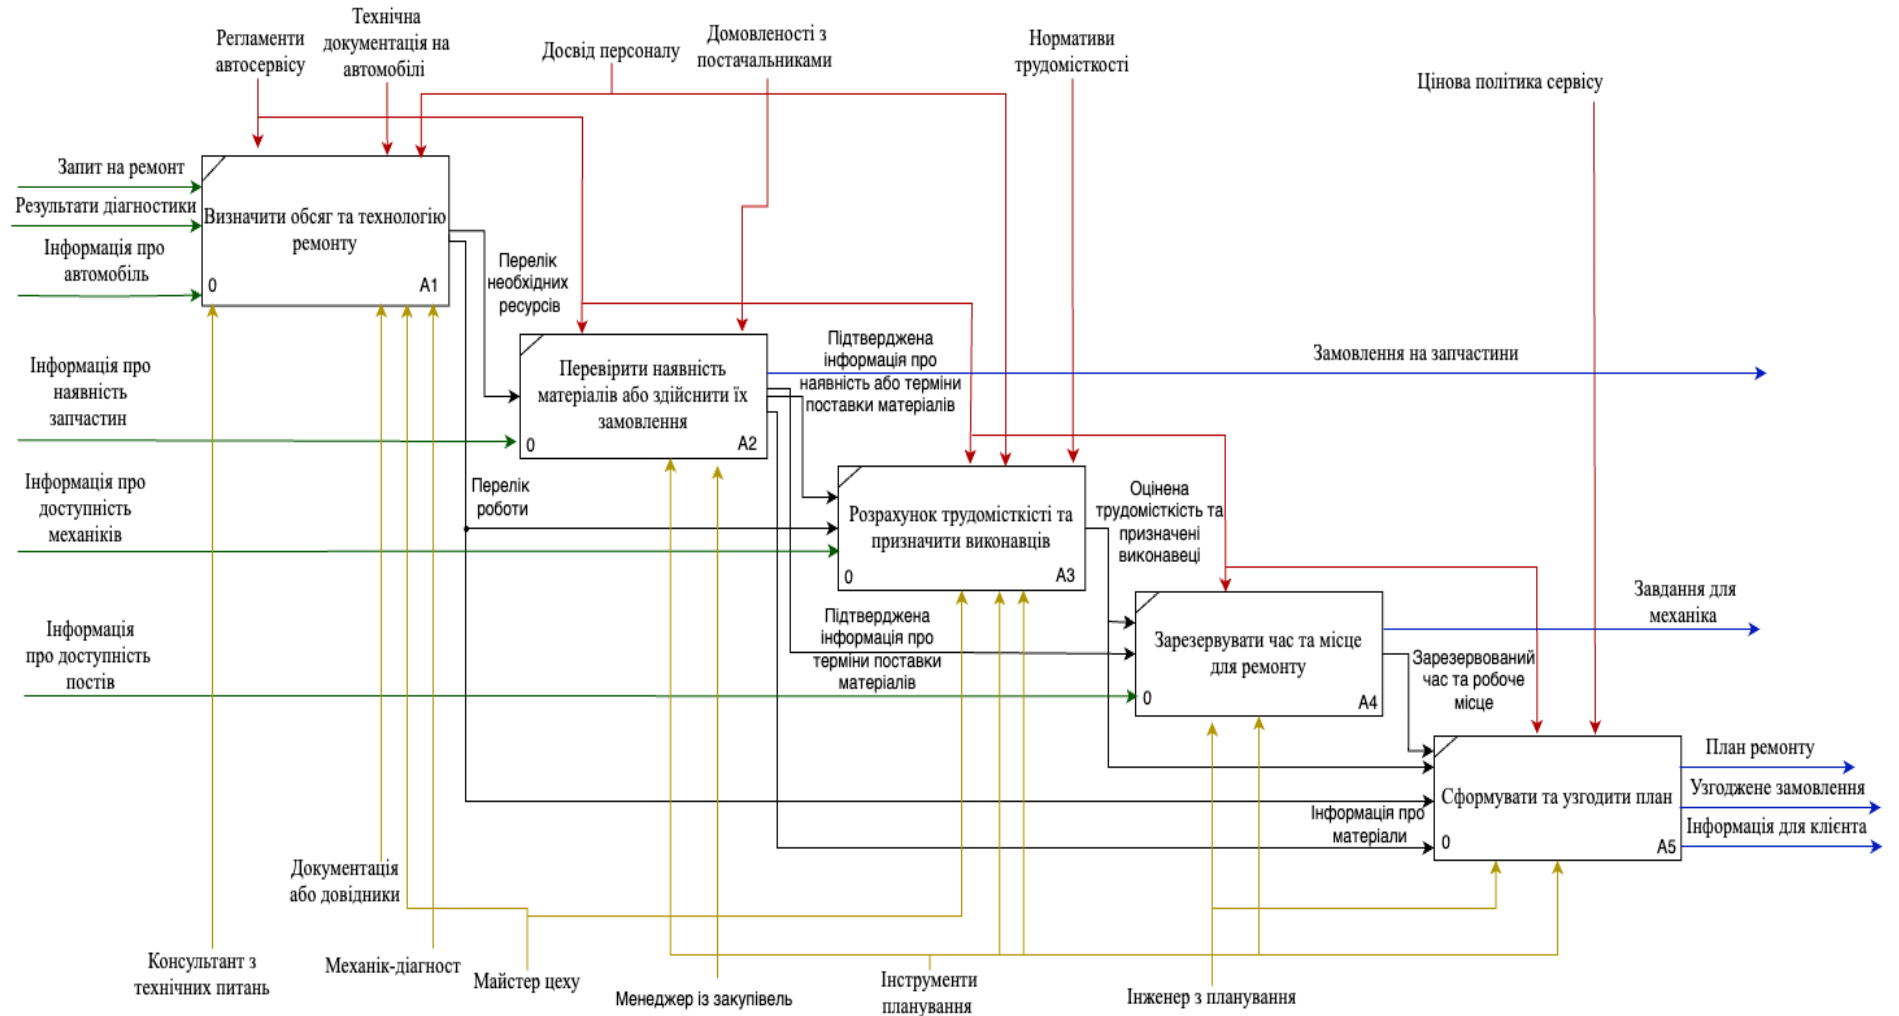 Регламенти
автосервісу
Технічна
документація на
автомобілі
Досвід персоналу
Домовленості з
постачальниками
Нормативи
трудомісткості
Цінова політика сервісу
Запит на ремонт
Результати діагностики
Інформація про
автомобіль
Визначити обсяг та технологію
ремонту
0
A1
Перелік
необхідних
ресурсів
Інформація про
наявність
запчастин
Перевірити наявність
матеріалів або здійснити їх
замовлення
0
A2
Підтверджена
інформація про
наявність або терміни
поставки матеріалів
Замовлення на запчастини
Інформація про
доступність
механіків
Перелік
роботи
Розрахунок трудомісткісті та
призначити виконавців
0
A3
Оцінена
трудомісткість та
призначені
виконавеці
Інформація
про доступність
постів
Підтверджена
інформація про
терміни поставки
матеріалів
Зарезервувати час та місце
для ремонту
0
A4
Завдання для
механіка
Зарезервований
час та робоче
місце
Інформація про
матеріали
Сформувати та узгодити план
0
A5
План ремонту
Узгоджене замовлення
Інформація для клієнта
Документація
або довідники
Консультант з
технічних питань
Механік-діагност
Майстер цеху
Менеджер із закупівель
Інструменти
планування
Інженер з планування